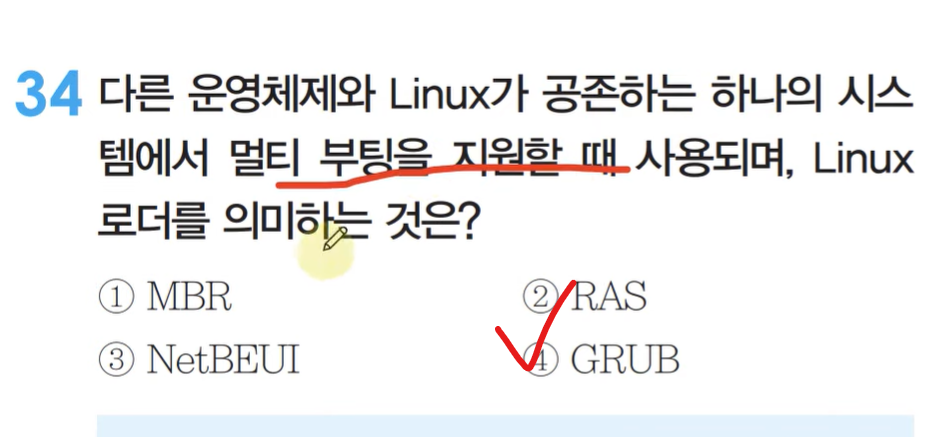 34 다른 운영체제와 Linux가 공존하는 하나의 시스
템에서 멀티 부팅을 지원할 때 사용되며, Linux
로더를 의미하는 것은?
① MBR ② RAS
③ NetBEUI ④ GRUB